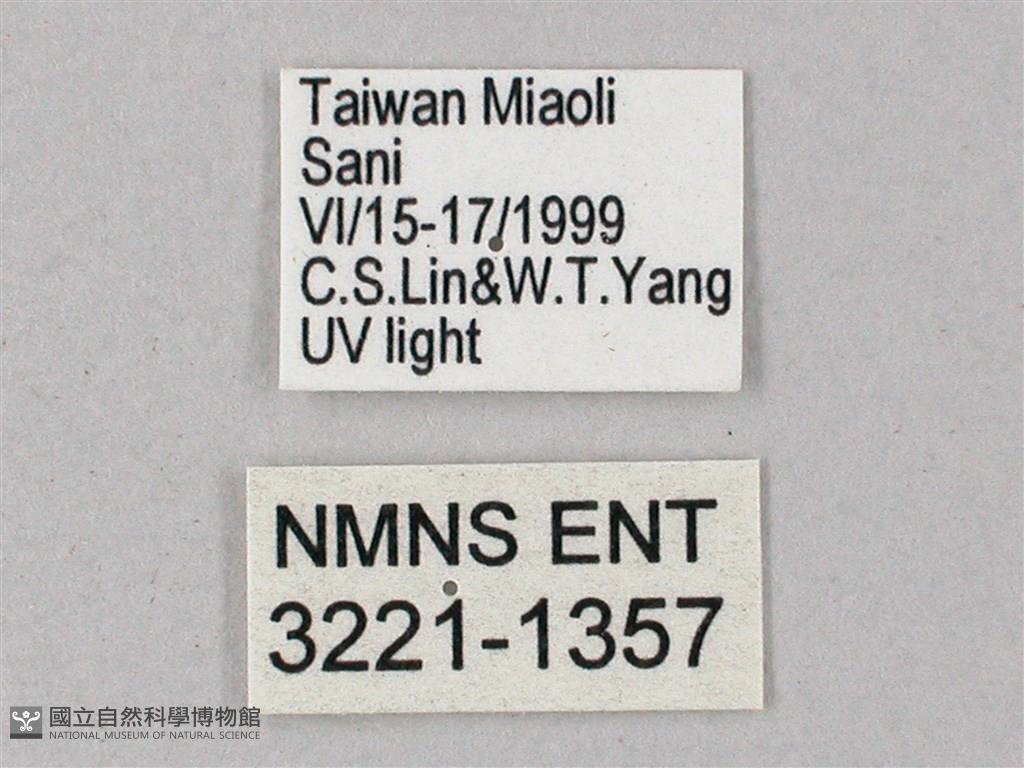 Taiwan Miaoli
Sani
VI/15-17/1999
C.S.Lin&W.T.Yang
UV light
NMNS ENT
3221-1357
國立自然科學博物館
NATIONAL MUSEUM OF NATURAL SCIENCE